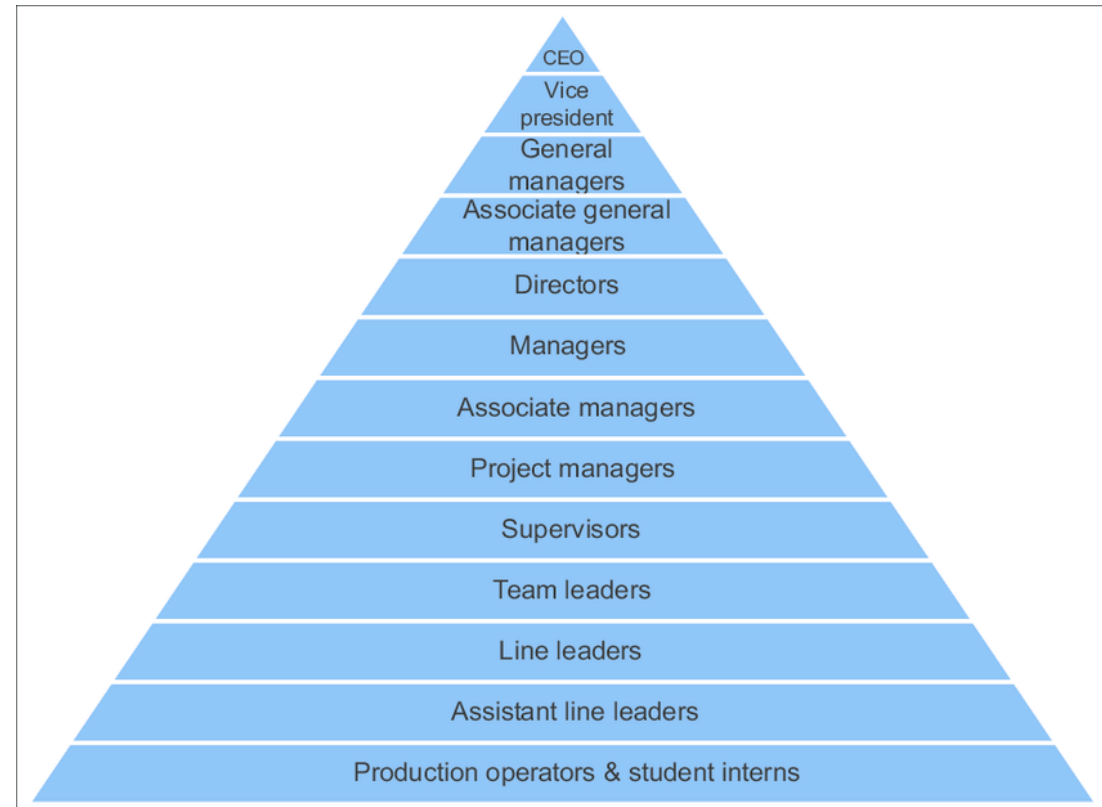 CEO
Vice
president
General
managers
Associate general
managers
Directors
Managers
Associate managers
Project managers
Supervisors
Team leaders
Line leaders
Assistant line leaders
Production operators & student interns